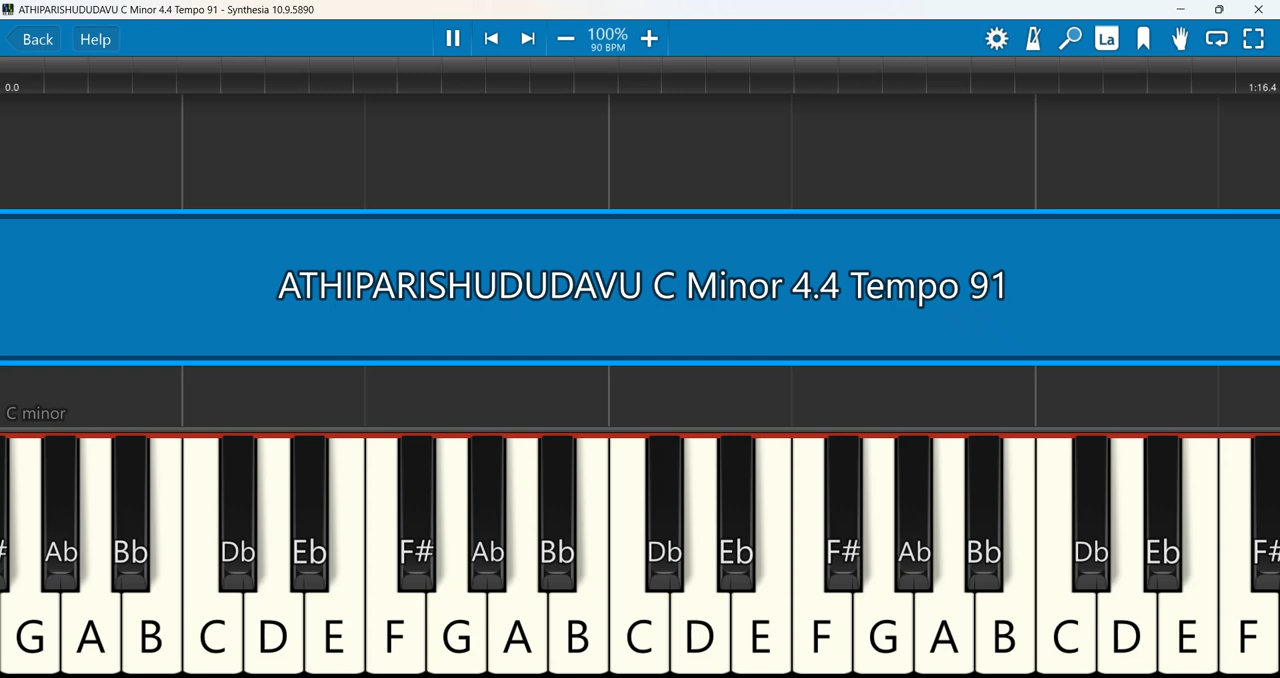 ATHIPARISHUDUDAVU C Minor 4.4 Tempo 91 - Synthesia 10.9.5890
Back Help 100% La
90 BPM
0.0 1:16.4
ATHIPARISHUDUDAVU C Minor 4.4 Tempo 91
C minor
# Ab Bb Db Eb F# Ab Bb Db Eb F# Ab Bb Db Eb F#
G A B C D E F G A B C D E F G A B C D E F